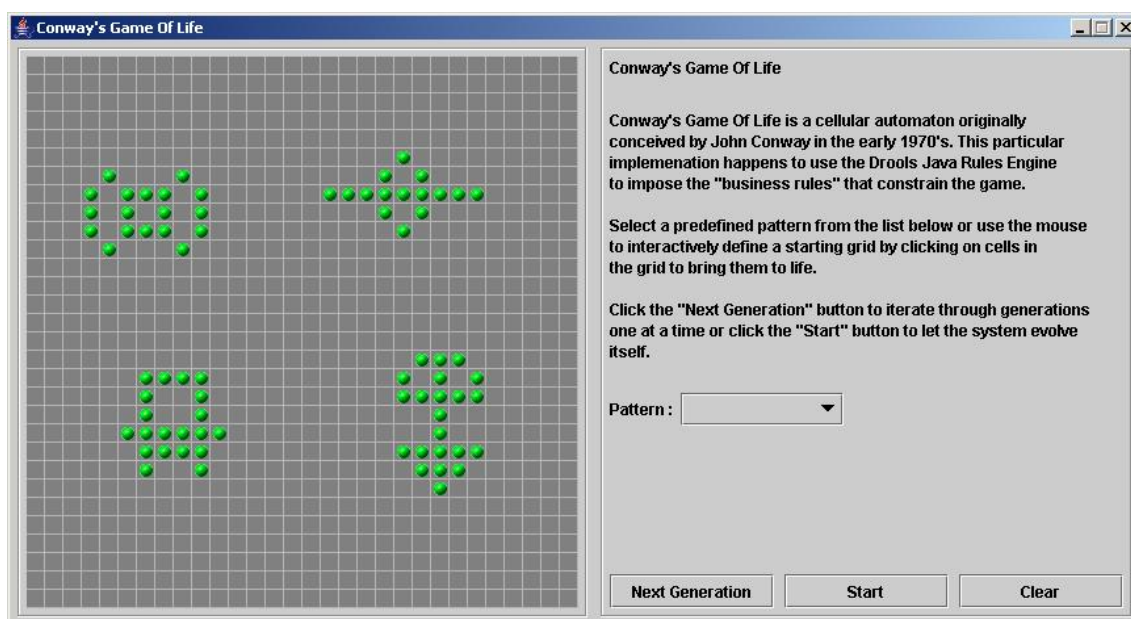 Conway's Game Of Life
Conway's Game Of Life
Conway's Game Of Life is a cellular automaton originally
conceived by John Conway in the early 1970's. This particular
implemenation happens to use the Drools Java Rules Engine
to impose the "business rules" that constrain the game.
Select a predefined pattern from the list below or use the mouse
to interactively define a starting grid by clicking on cells in
the grid to bring them to life.
Click the "Next Generation" button to iterate through generations
one at a time or click the "Start" button to let the system evolve
itself.
Pattern :
Next Generation Start Clear